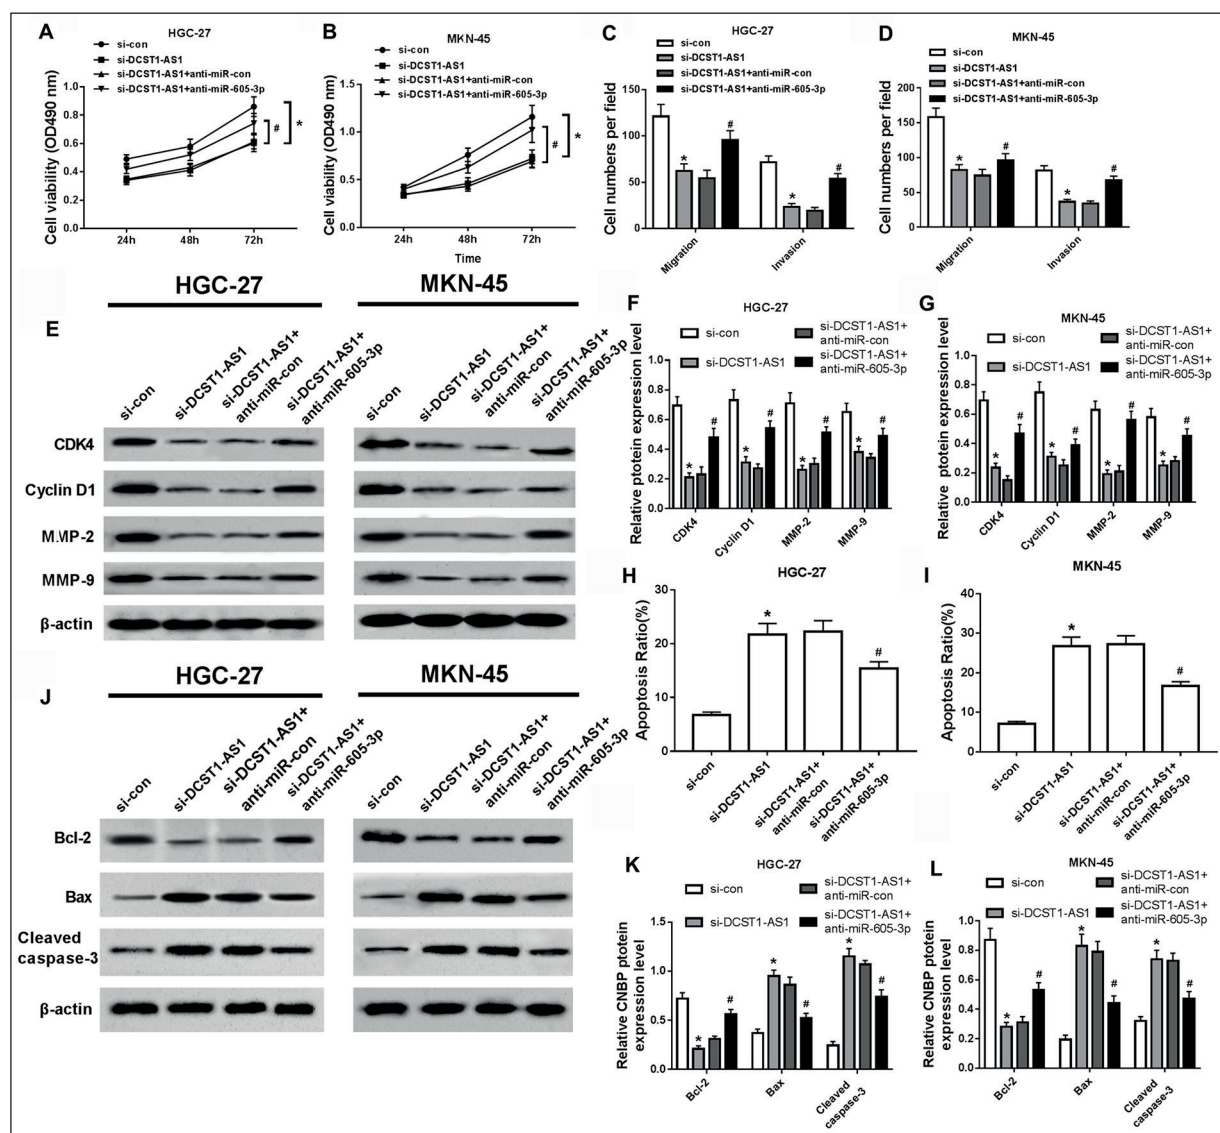 A
HGC-27
si-con
si-DCST1-AS1
si-DCST1-AS1+anti-miR-con
si-DCST1-AS1+anti-miR-605-3p
Cell viability (OD490 nm)
1.0
0.8
0.6
0.4
0.2
0.0
24h
48h
72h
#
*
B
MKN-45
si-con
si-DCST1-AS1
si-DCST1-AS1+anti-miR-con
si-DCST1-AS1+anti-miR-605-3p
Cell viability (OD490 nm)
1.5
1.0
0.5
0.0
24h
48h
72h
Time
#
*
C
HGC-27
si-con
si-DCST1-AS1
si-DCST1-AS1+anti-miR-con
si-DCST1-AS1+anti-miR-605-3p
Cell numbers per field
150
100
50
0
*
#
*
#
Migration
Invasion
D
MKN-45
si-con
si-DCST1-AS1
si-DCST1-AS1+anti-miR-con
si-DCST1-AS1+anti-miR-605-3p
Cell numbers per field
200
150
100
50
0
*
#
*
#
Migration
Invasion
E
HGC-27
MKN-45
si-con
si-DCST1-AS1
si-DCST1-AS1+
anti-miR-con
si-DCST1-AS1+
anti-miR-605-3p
si-con
si-DCST1-AS1
si-DCST1-AS1+
anti-miR-con
si-DCST1-AS1+
anti-miR-605-3p
CDK4
Cyclin D1
MMP-2
MMP-9
β-actin
F
HGC-27
si-con
si-DCST1-AS1+
anti-miR-con
si-DCST1-AS1
si-DCST1-AS1+
anti-miR-605-3p
Relative ptotein expression level
1.0
0.8
0.6
0.4
0.2
0.0
*
#
*
#
*
#
*
#
CDK4
Cyclin D1
MMP-2
MMP-9
G
MKN-45
si-con
si-DCST1-AS1+
anti-miR-con
si-DCST1-AS1
si-DCST1-AS1+
anti-miR-605-3p
Relative ptotein expression level
1.0
0.8
0.6
0.4
0.2
0.0
*
#
*
#
*
#
*
#
CDK4
Cyclin D1
MMP-2
MMP-9
H
HGC-27
Apoptosis Ratio(%)
30
20
10
0
*
#
si-con
si-DCST1-AS1
si-DCST1-AS1+
anti-miR-con
si-DCST1-AS1+
anti-miR-605-3p
I
MKN-45
Apoptosis Ratio(%)
40
30
20
10
0
*
#
si-con
si-DCST1-AS1
si-DCST1-AS1+
anti-miR-con
si-DCST1-AS1+
anti-miR-605-3p
J
HGC-27
MKN-45
si-con
si-DCST1-AS1
si-DCST1-AS1+
anti-miR-con
si-DCST1-AS1+
anti-miR-605-3p
si-con
si-DCST1-AS1
si-DCST1-AS1+
anti-miR-con
si-DCST1-AS1+
anti-miR-605-3p
Bcl-2
Bax
Cleaved
caspase-3
β-actin
K
HGC-27
si-con
si-DCST1-AS1+
anti-miR-con
si-DCST1-AS1
si-DCST1-AS1+
anti-miR-605-3p
Relative CNBP ptotein
expression level
1.5
1.0
0.5
0.0
*
#
*
#
*
#
Bcl-2
Bax
Cleaved
caspase-3
L
MKN-45
si-con
si-DCST1-AS1+
anti-miR-con
si-DCST1-AS1
si-DCST1-AS1+
anti-miR-605-3p
Relative CNBP ptotein
expression level
1.0
0.8
0.6
0.4
0.2
0.0
*
#
*
#
*
#
Bcl-2
Bax
Cleaved
caspase-3